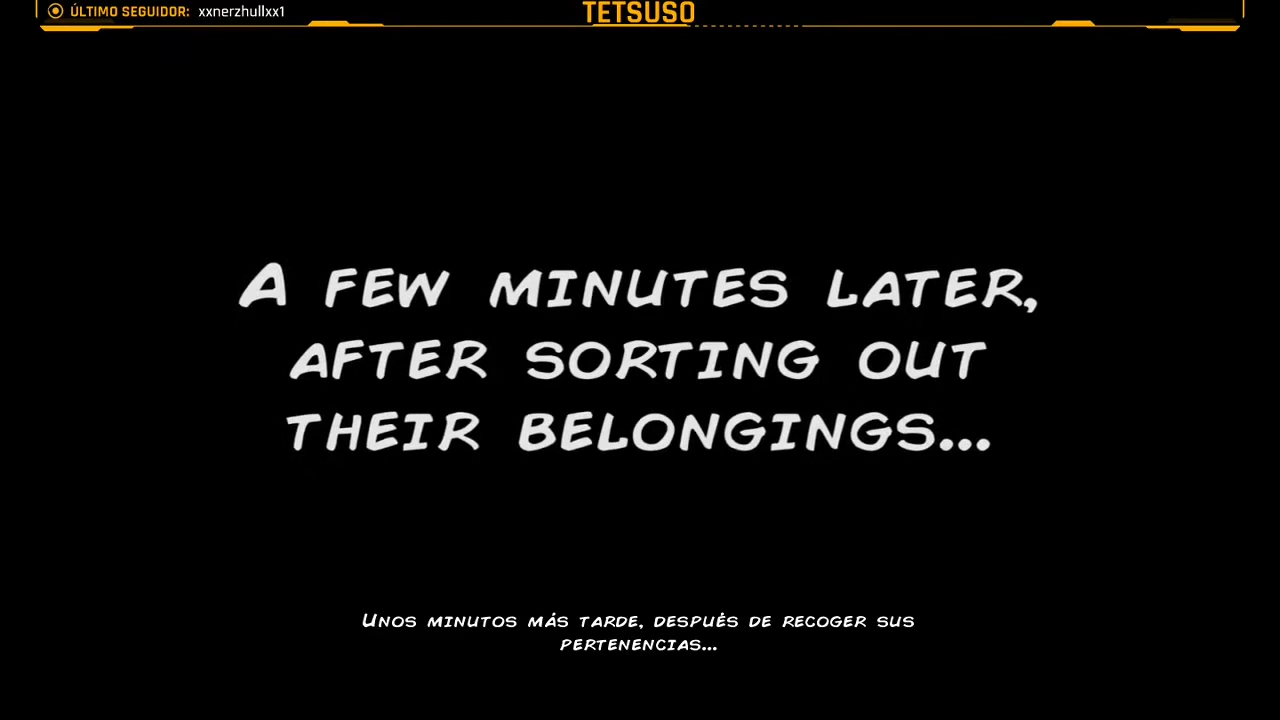 ÚLTIMO SEGUIDOR: xxnerzhullxx1
TETSUSO
A FEW MINUTES LATER,
AFTER SORTING OUT
THEIR BELONGINGS...
UNOS MINUTOS MÁS TARDE, DESPUÉS DE RECOGER SUS
PERTENENCIAS...